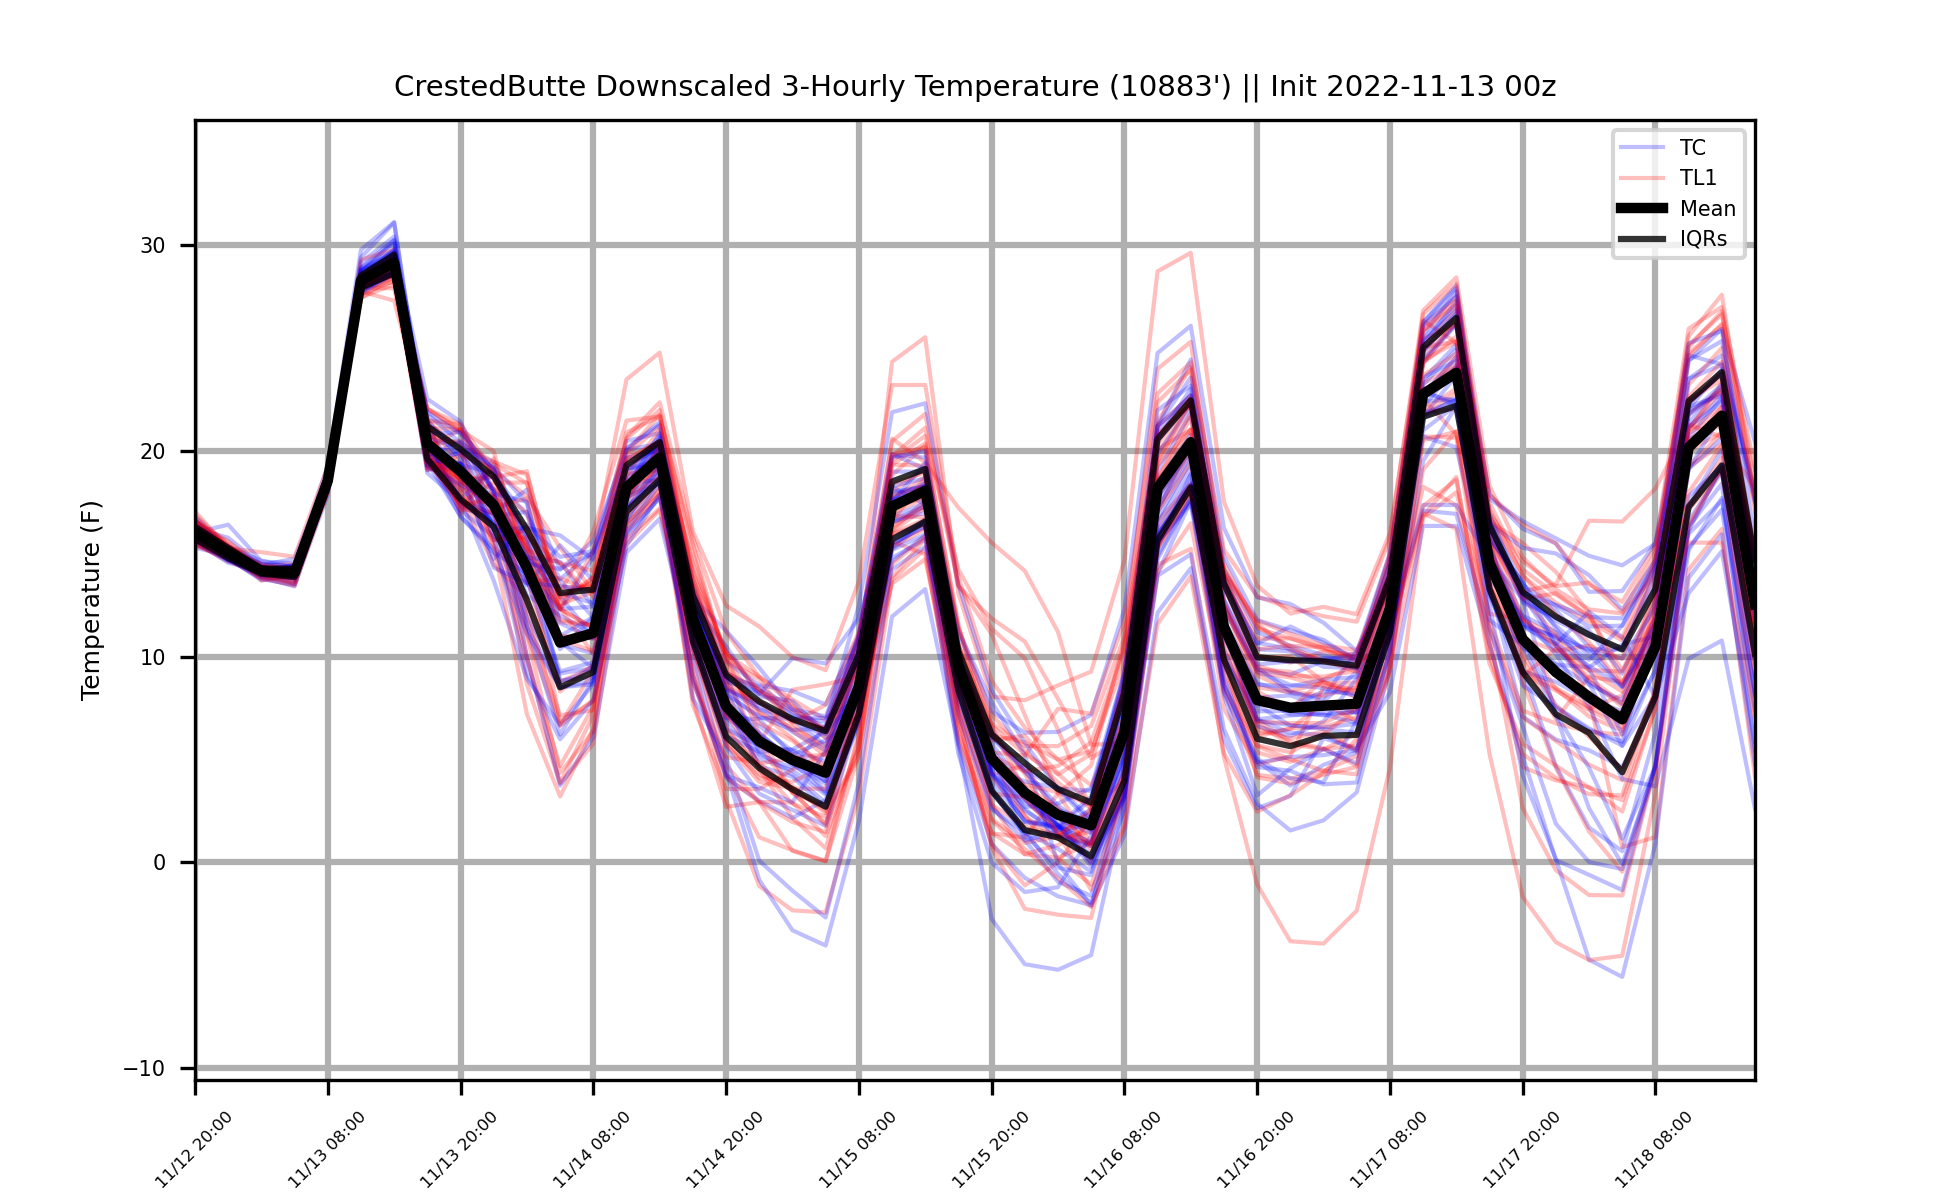 CrestedButte Downscaled 3-Hourly Temperature (10883') || Init 2022-11-13 00z
TC
TL1
Mean
IQRs
Temperature (F)
30
20
10
0
−10
11/12 20:00
11/13 08:00
11/13 20:00
11/14 08:00
11/14 20:00
11/15 08:00
11/15 20:00
11/16 08:00
11/16 20:00
11/17 08:00
11/17 20:00
11/18 08:00